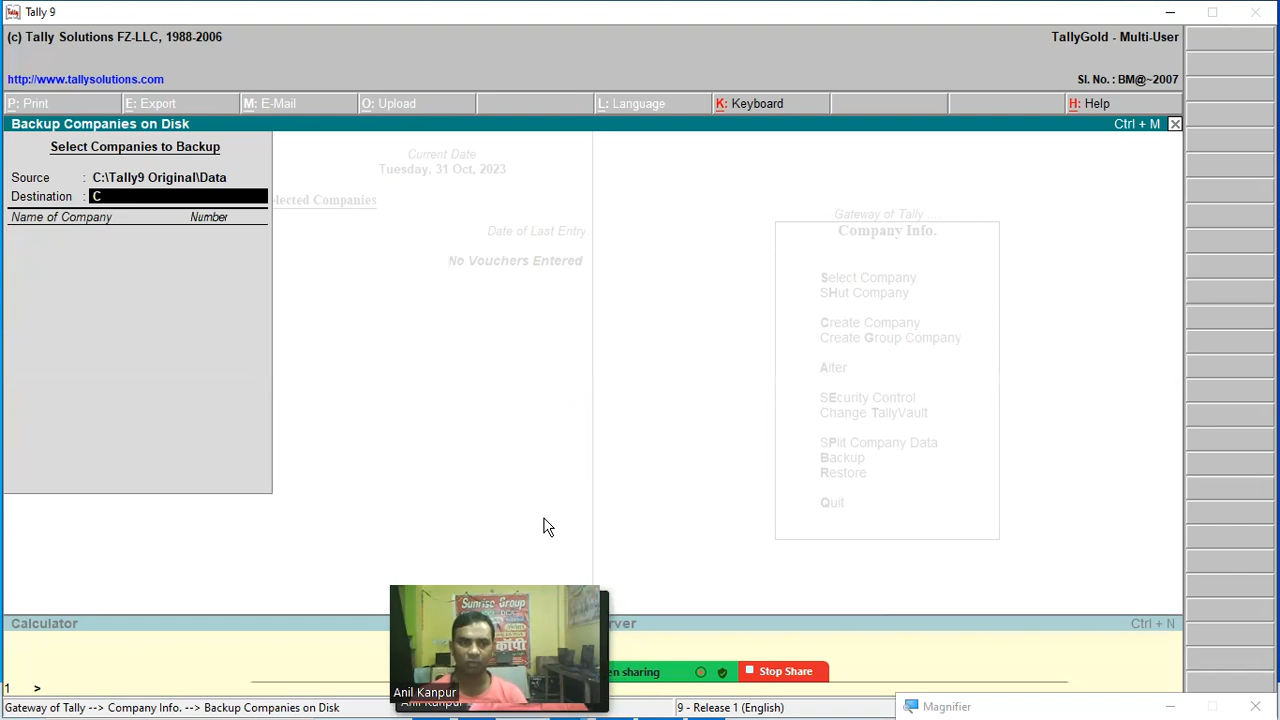 Tally 9
(c) Tally Solutions FZ-LLC, 1988-2006
TallyGold - Multi-User
http://www.tallysolutions.com
Sl. No. : BM@~2007
P: Print
E: Export
M: E-Mail
O: Upload
L: Language
K: Keyboard
H: Help
Backup Companies on Disk
Ctrl + M
Select Companies to Backup
Source : C:\Tally9 Original\Data
Destination : C
Name of Company Number
Current Date
Tuesday, 31 Oct, 2023
lected Companies
Date of Last Entry
No Vouchers Entered
Gateway of Tally ....
Company Info.
Select Company
SHut Company
Create Company
Create Group Company
Alter
SEcurity Control
Change TallyVault
SPlit Company Data
Backup
Restore
Quit
Calculator
rver
Ctrl + N
Sunrise Group
कॉपी
en sharing
Stop Share
Anil Kanpur
Anil Kanpur
1 >
Gateway of Tally --> Company Info. --> Backup Companies on Disk
9 - Release 1 (English)
Magnifier